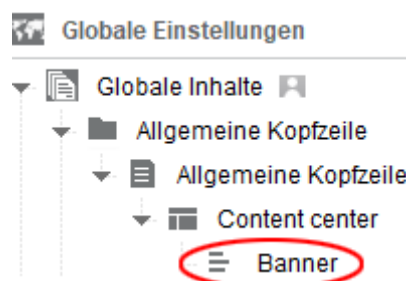 Globale Einstellungen
Globale Inhalte
Allgemeine Kopfzeile
Allgemeine Kopfzeile
Content center
Banner